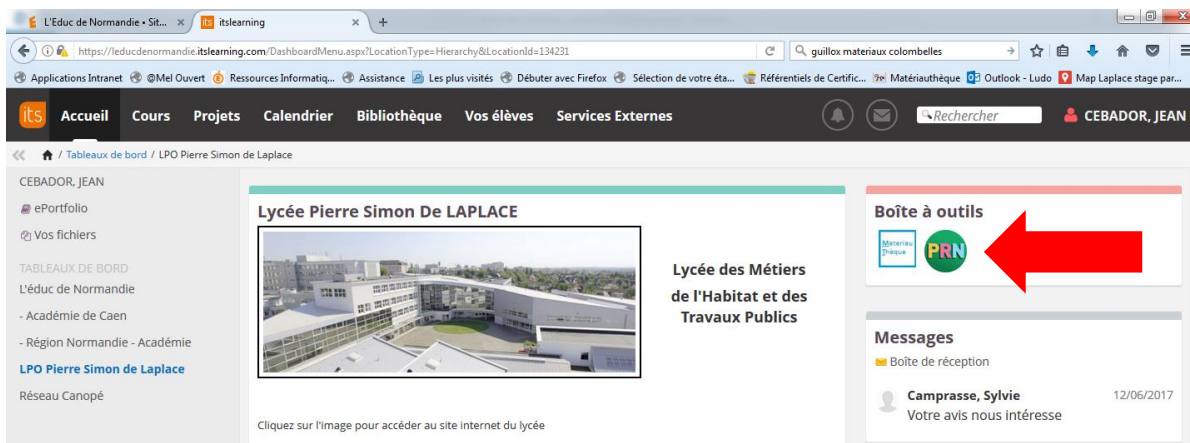 L'Educ de Normandie • Sit...
itslearning
https://leducdenormandie.itslearning.com/DashboardMenu.aspx?LocationType=Hierarchy&LocationId=134231
guillox materiaux colombelles
Applications Intranet @Mel Ouvert Ressources Informatiq... Assistance Les plus visités Débuter avec Firefox Sélection de votre éta... Référentiels de Certific... Matériauthèque Outlook - Ludo Map Laplace stage par...
its Accueil Cours Projets Calendrier Bibliothèque Vos élèves Services Externes Rechercher CEBADOR, JEAN
/ Tableaux de bord / LPO Pierre Simon de Laplace
CEBADOR, JEAN
ePortfolio
Vos fichiers
TABLEAUX DE BORD
L'éduc de Normandie
- Académie de Caen
- Région Normandie - Académie
LPO Pierre Simon de Laplace
Réseau Canopé
Lycée Pierre Simon De LAPLACE
Lycée des Métiers
de l'Habitat et des
Travaux Publics
Cliquez sur l'image pour accéder au site internet du lycée
Boîte à outils
Matériau
Thèque
PRN
Messages
Boîte de réception
Camprasse, Sylvie 12/06/2017
Votre avis nous intéresse